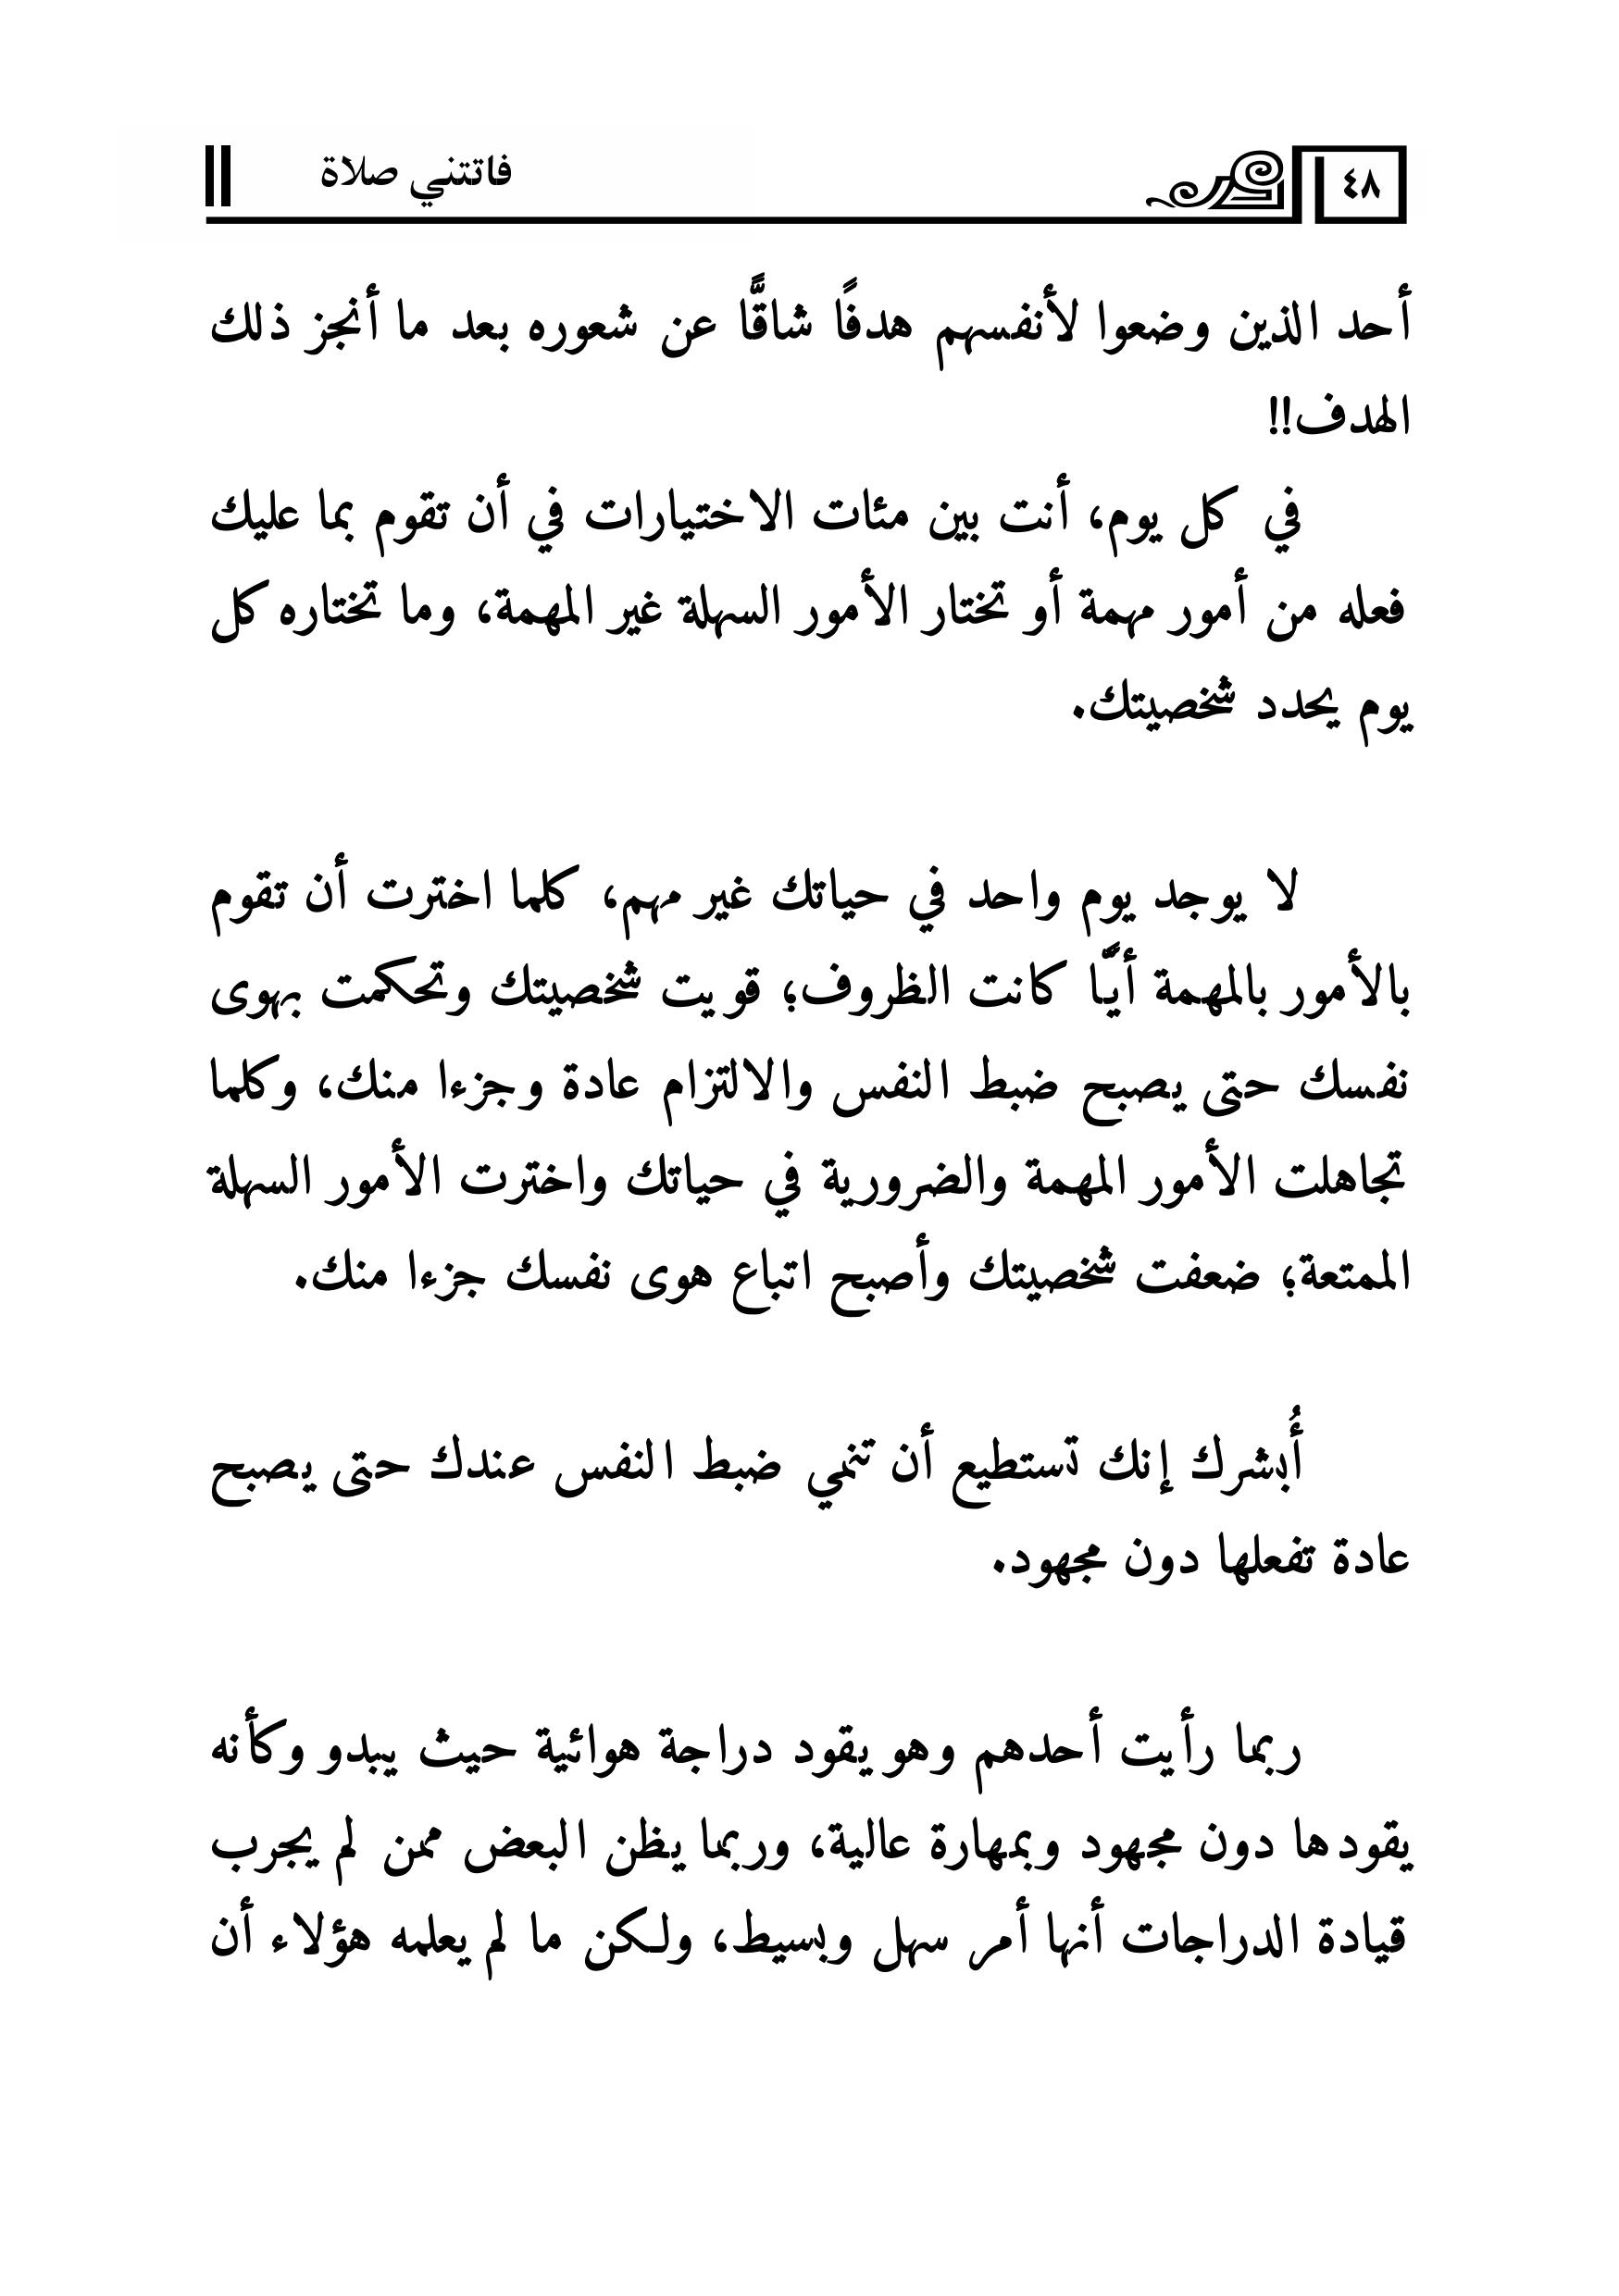 ٤٨
فاتتني صلاة
أحد الذين وضعوا لأنفسهم هدفًا شاقًّا عن شعوره بعد ما أنجز ذلك
الهدف!!
في كل يوم، أنت بين مئات الاختيارات في أن تقوم بما عليك
فعله من أمور مهمة أو تختار الأمور السهلة غير المهمة، وما تختاره كل
يوم يحدد شخصيتك.
لا يوجد يوم واحد في حياتك غير مهم، كلما اخترت أن تقوم
بالأمور بالمهمة أيًّا كانت الظروف؛ قويت شخصيتك وتحكمت بهوى
نفسك حتى يصبح ضبط النفس والالتزام عادة وجزءا منك، وكلما
تجاهلت الأمور المهمة والضرورية في حياتك واخترت الأمور السهلة
الممتعة؛ ضعفت شخصيتك وأصبح اتباع هوى نفسك جزءا منك.
أُبشرك إنك تستطيع أن تنمي ضبط النفس عندك حتى يصبح
عادة تفعلها دون مجهود.
ربما رأيت أحدهم وهو يقود دراجة هوائية حيث يبدو وكأنه
يقودها دون مجهود وبمهارة عالية، وربما يظن البعض ممن لم يجرب
قيادة الدراجات أنها أمر سهل وبسيط، ولكن ما لم يعلمه هؤلاء أن